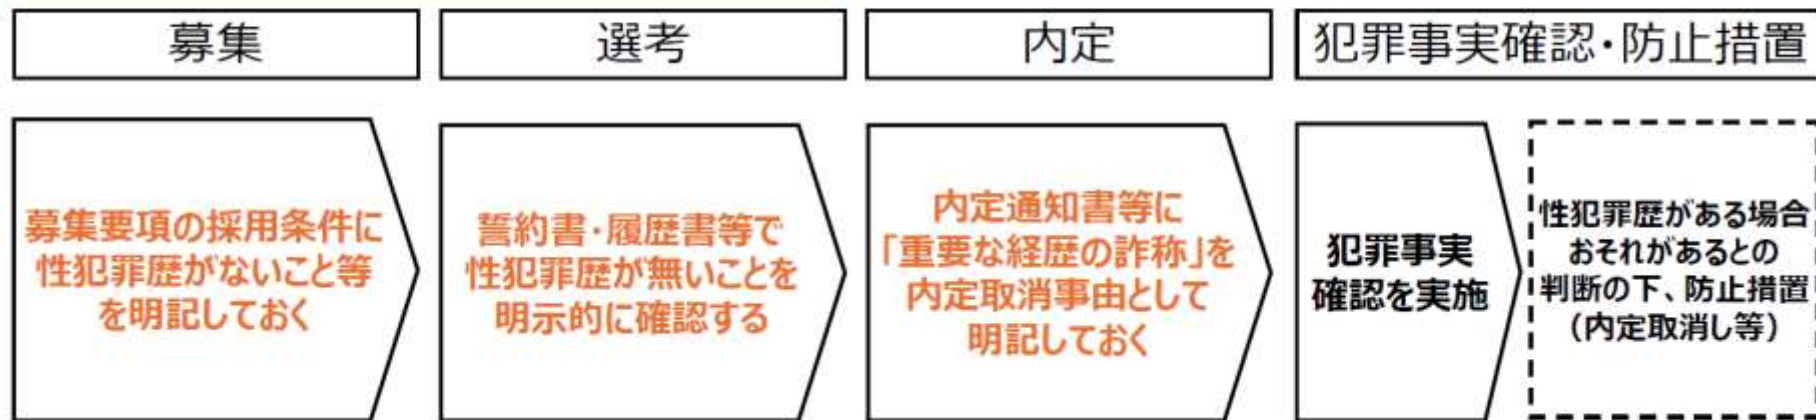 募集
選考
内定
犯罪事実確認・防止措置
募集要項の採用条件に
性犯罪歴がないこと等
を明記しておく
誓約書・履歴書等で
性犯罪歴が無いことを
明示的に確認する
内定通知書等に
「重要な経歴の詐称」を
内定取消事由として
明記しておく
犯罪事実
確認を実施
性犯罪歴がある場合
おそれがあるとの
判断の下、防止措置
（内定取消し等）